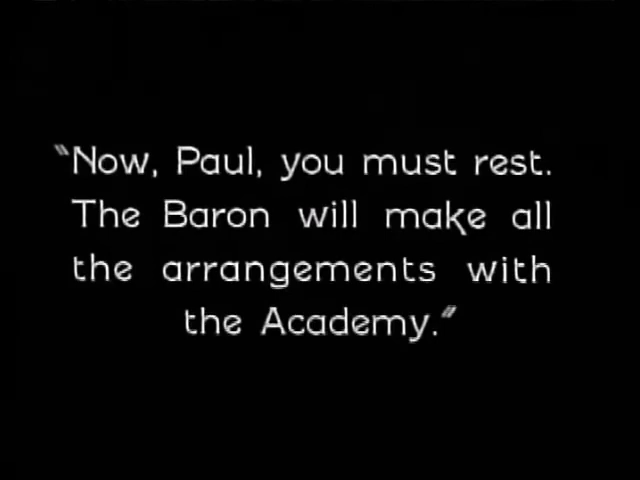 "Now, Paul, you must rest.
The Baron will make all
the arrangements with
the Academy."